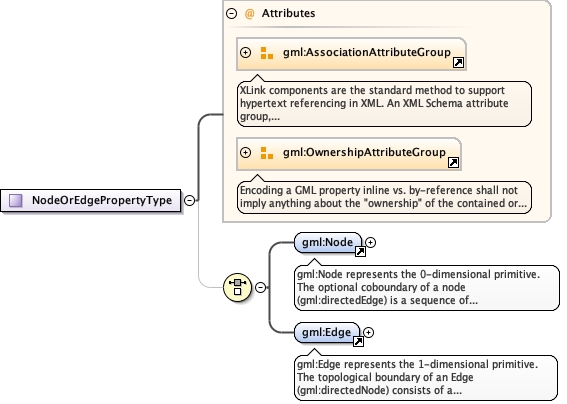 Attributes
gml:AssociationAttributeGroup
XLink components are the standard method to support
hypertext referencing in XML. An XML Schema attribute
group,...
gml:OwnershipAttributeGroup
Encoding a GML property inline vs. by-reference shall not
imply anything about the "ownership" of the contained or...
NodeOrEdgePropertyType
gml:Node
gml:Node represents the 0-dimensional primitive.
The optional coboundary of a node
(gml:directedEdge) is a sequence of...
gml:Edge
gml:Edge represents the 1-dimensional primitive.
The topological boundary of an Edge
(gml:directedNode) consists of a...